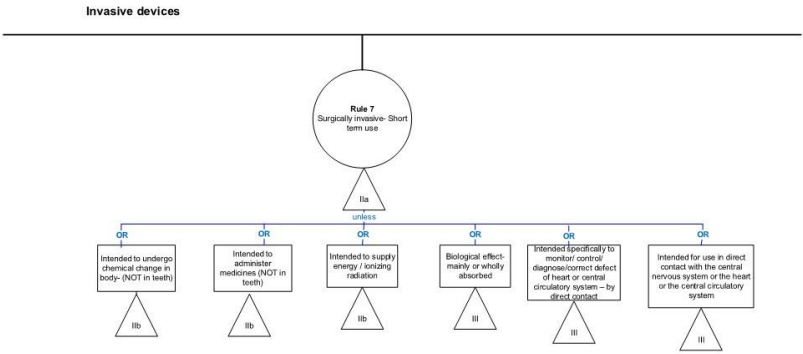 Invasive devices
Rule 7
Surgically invasive- Short
term use
IIa
unless
OR
OR
OR
OR
OR
OR
Intended to undergo
chemical change in
body- (NOT in teeth)
Intended to
administer
medicines (NOT in
teeth)
Intended to supply
energy / ionizing
radiation
Biological effect-
mainly or wholly
absorbed
Intended specifically to
monitor/ control/
diagnose/correct defect
of heart or central
circulatory system – by
direct contact
Intended for use in direct
contact with the central
nervous system or the heart
or the central circulatory
system
IIb
IIb
IIb
III
III
III